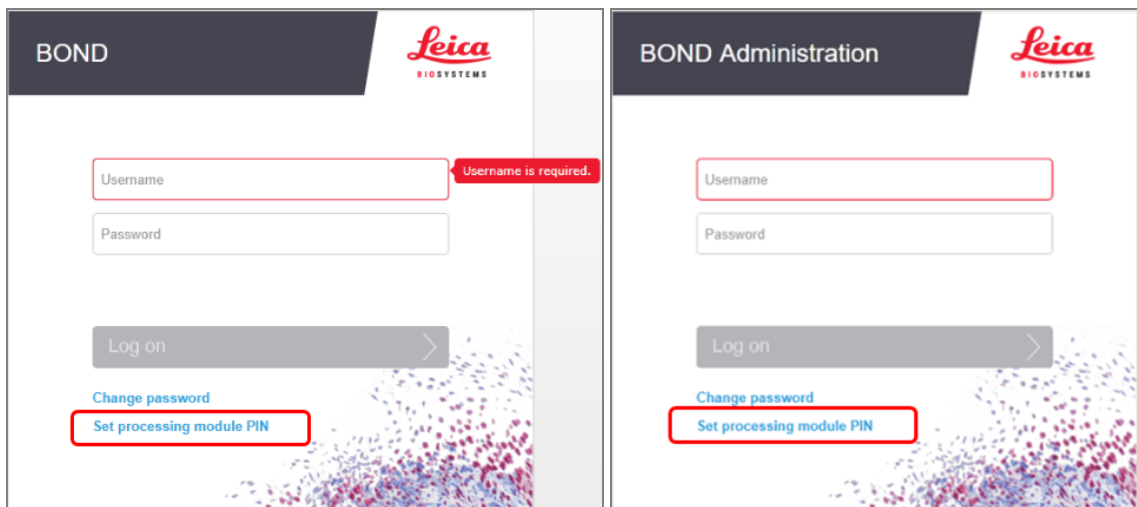 BOND
Leica
BIOSYSTEMS
Username
Username is required.
Password
Log on
Change password
Set processing module PIN
BOND Administration
Leica
BIOSYSTEMS
Username
Password
Log on
Change password
Set processing module PIN